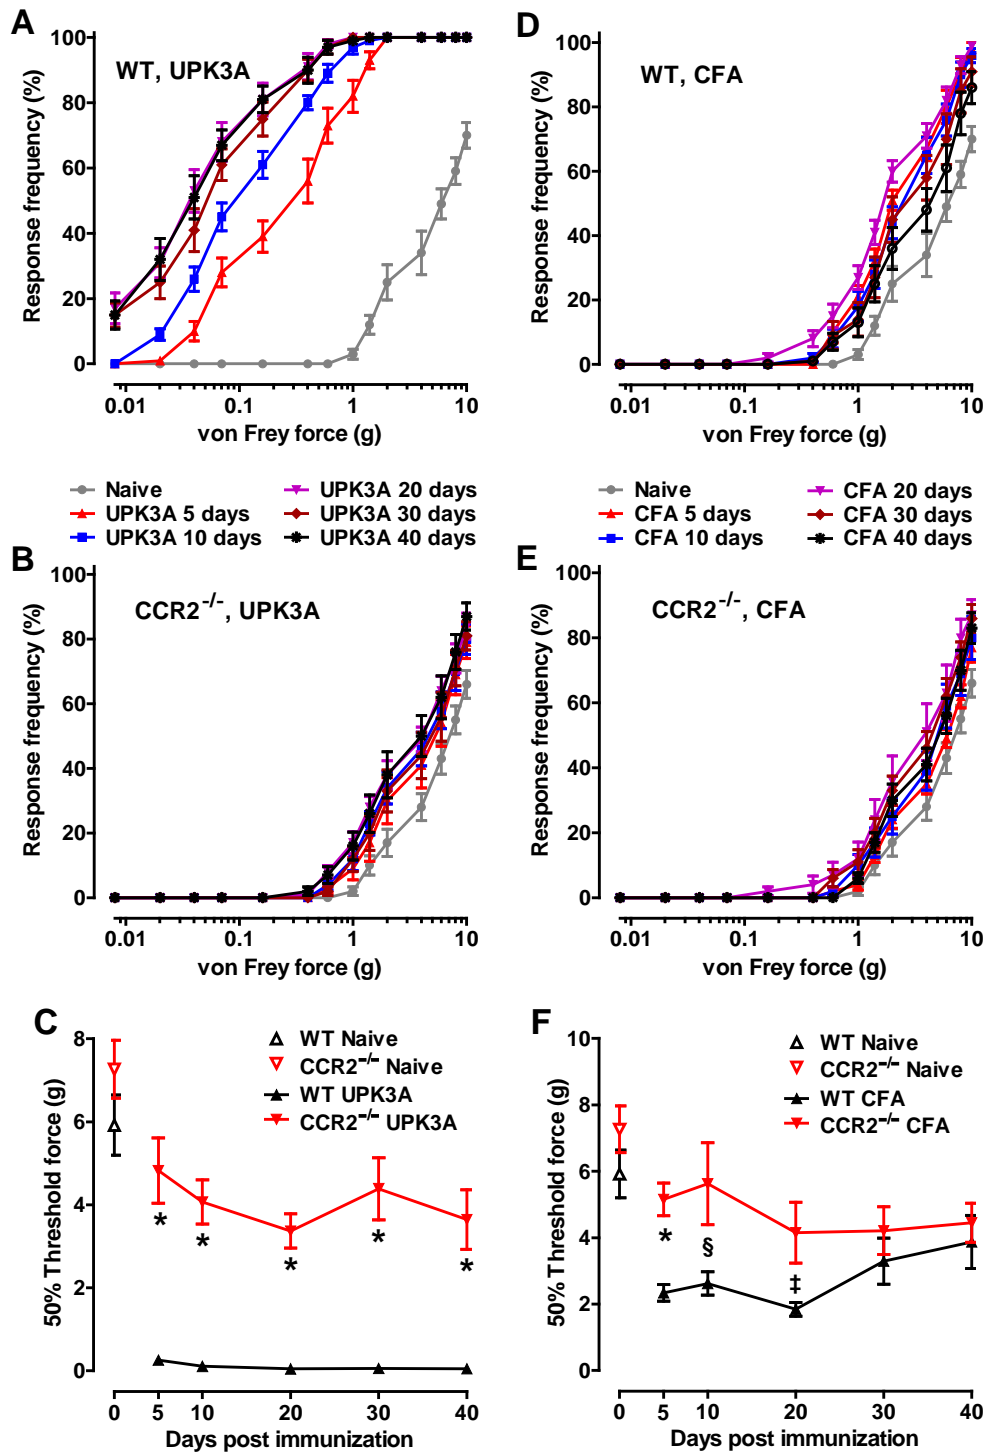 A
WT, UPK3A
Response frequency (%)
100
80
60
40
20
0
0.01 0.1 1 10
von Frey force (g)
D
WT, CFA
Response frequency (%)
100
80
60
40
20
0
0.01 0.1 1 10
von Frey force (g)
Naive
UPK3A 5 days
UPK3A 10 days
UPK3A 20 days
UPK3A 30 days
UPK3A 40 days
Naive
CFA 5 days
CFA 10 days
CFA 20 days
CFA 30 days
CFA 40 days
B
CCR2-/-, UPK3A
Response frequency (%)
100
80
60
40
20
0
0.01 0.1 1 10
von Frey force (g)
E
CCR2-/-, CFA
Response frequency (%)
100
80
60
40
20
0
0.01 0.1 1 10
von Frey force (g)
C
WT Naive
CCR2-/- Naive
WT UPK3A
CCR2-/- UPK3A
50% Threshold force (g)
8
6
4
2
0
* * * * *
0 5 10 20 30 40
Days post immunization
F
WT Naive
CCR2-/- Naive
WT CFA
CCR2-/- CFA
50% Threshold force (g)
10
8
6
4
2
0
* § ‡
0 5 10 20 30 40
Days post immunization